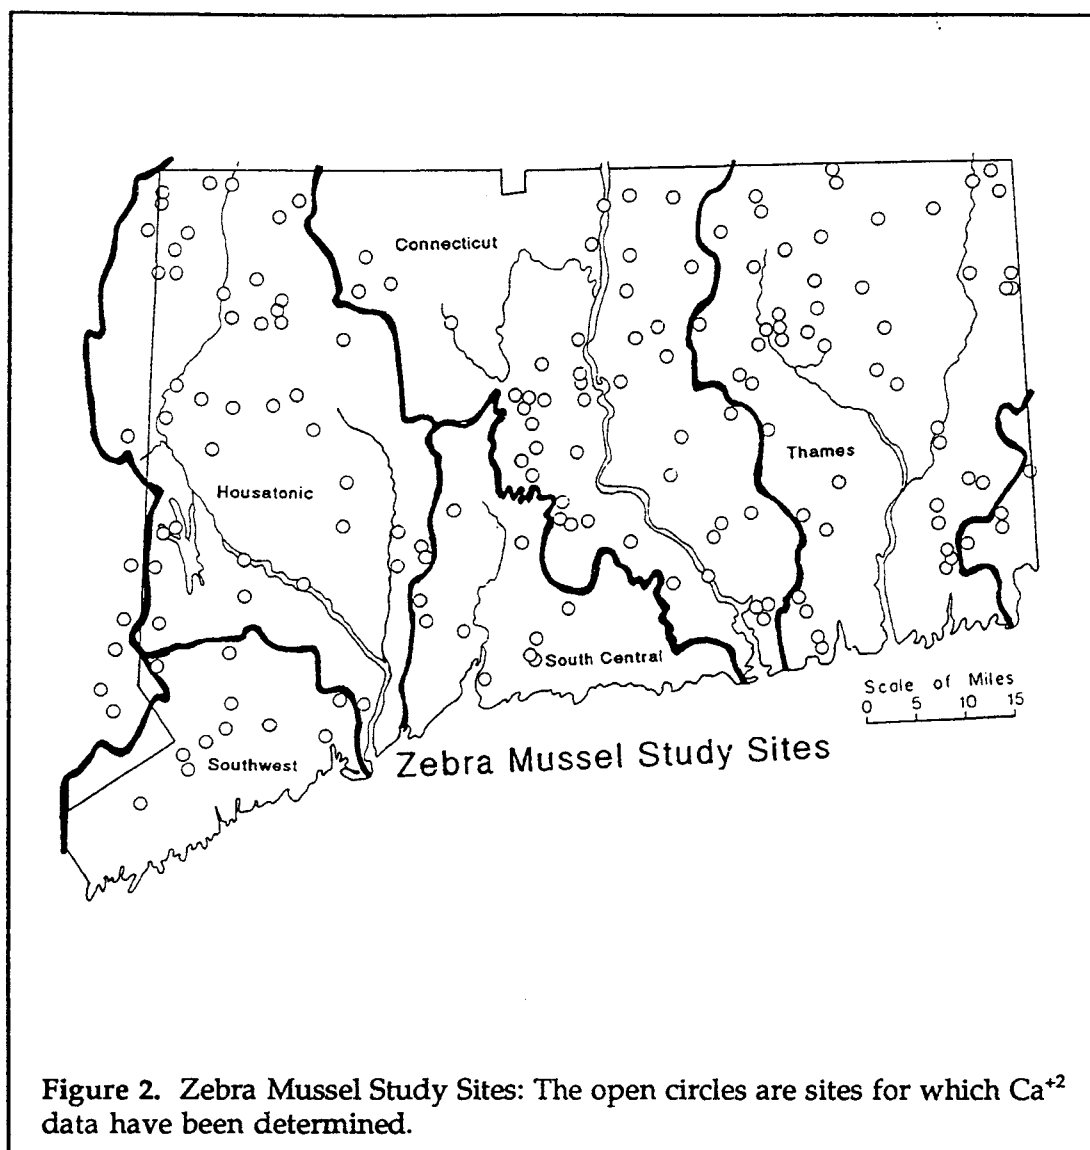 Connecticut
Housatonic
Thames
South Central
Southwest
Scale of Miles
0 5 10 15
Zebra Mussel Study Sites
Figure 2. Zebra Mussel Study Sites: The open circles are sites for which Ca⁺²
data have been determined.